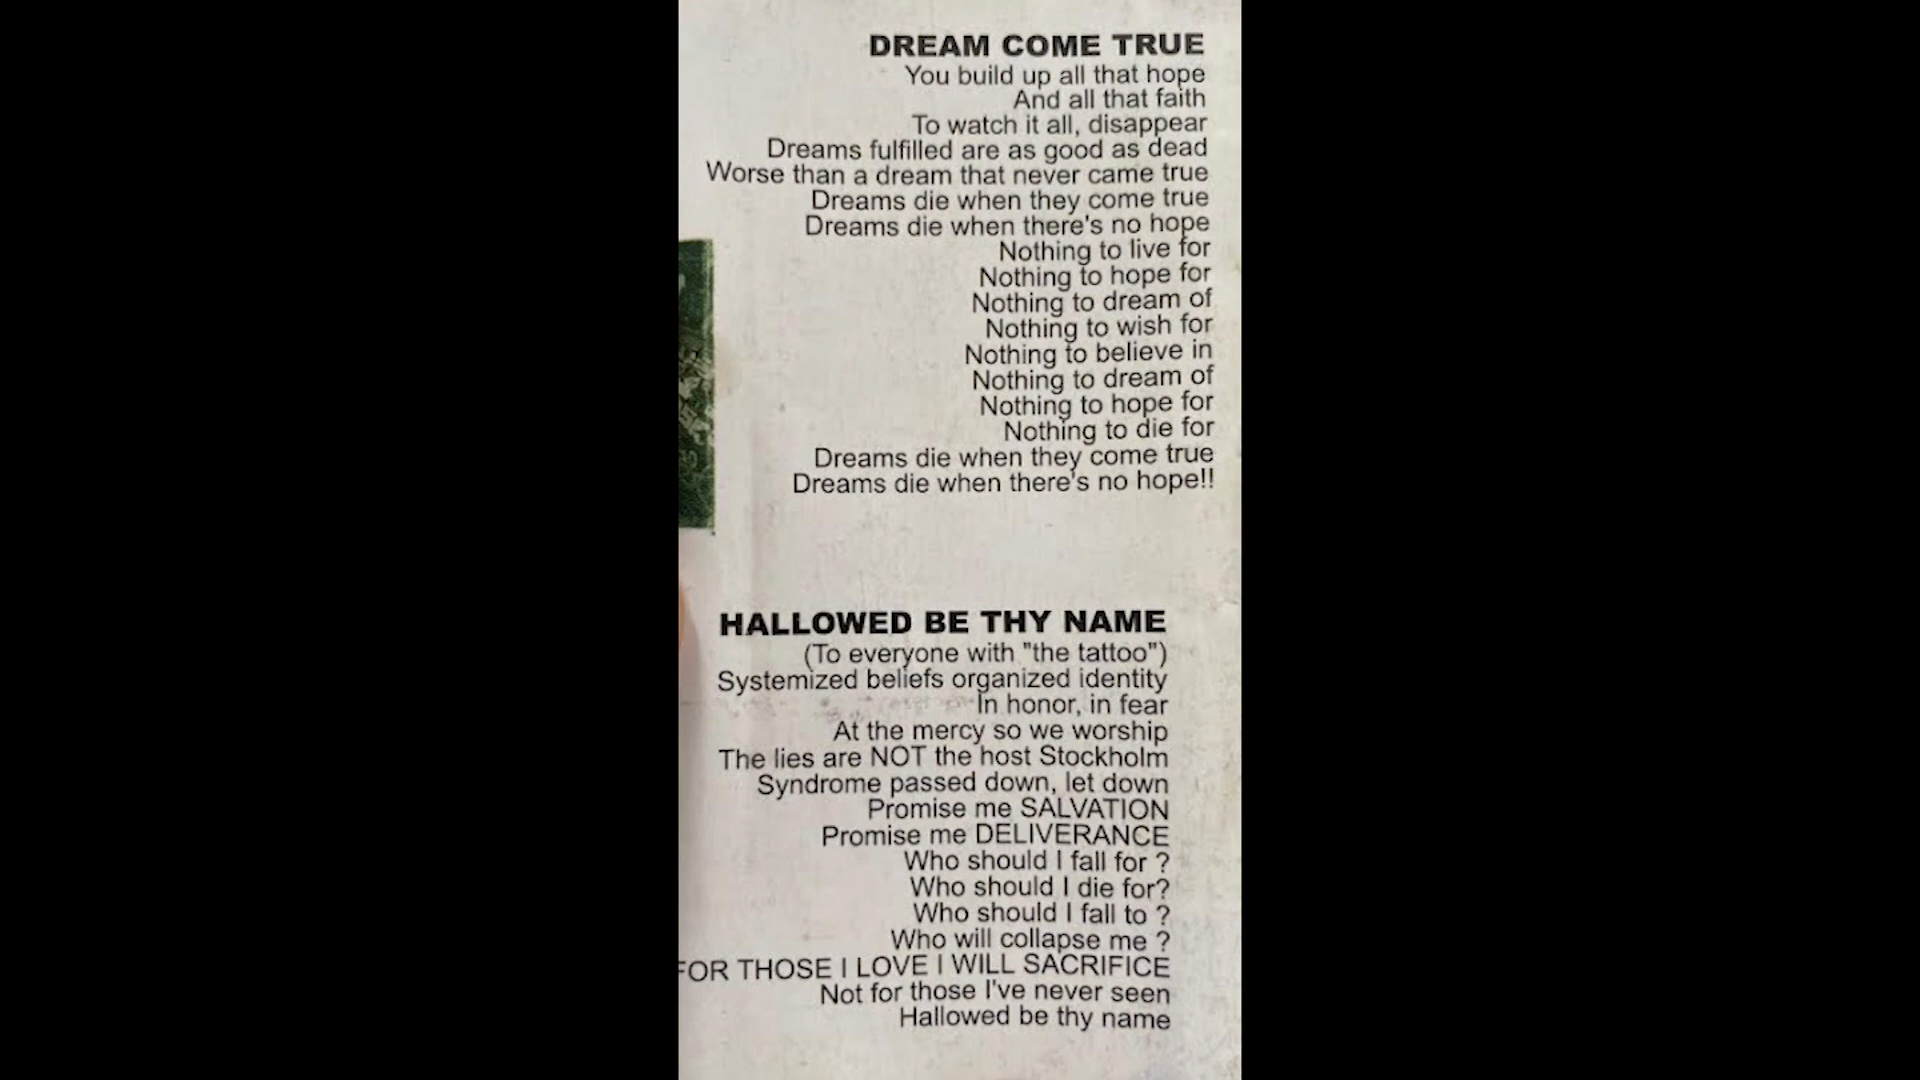 DREAM COME TRUE
You build up all that hope
And all that faith
To watch it all, disappear
Dreams fulfilled are as good as dead
Worse than a dream that never came true
Dreams die when they come true
Dreams die when there's no hope
Nothing to live for
Nothing to hope for
Nothing to dream of
Nothing to wish for
Nothing to believe in
Nothing to dream of
Nothing to hope for
Nothing to die for
Dreams die when they come true
Dreams die when there's no hope!!
HALLOWED BE THY NAME
(To everyone with "the tattoo")
Systemized beliefs organized identity
In honor, in fear
At the mercy so we worship
The lies are NOT the host Stockholm
Syndrome passed down, let down
Promise me SALVATION
Promise me DELIVERANCE
Who should I fall for ?
Who should I die for?
Who should I fall to ?
Who will collapse me ?
FOR THOSE I LOVE I WILL SACRIFICE
Not for those I've never seen
Hallowed be thy name